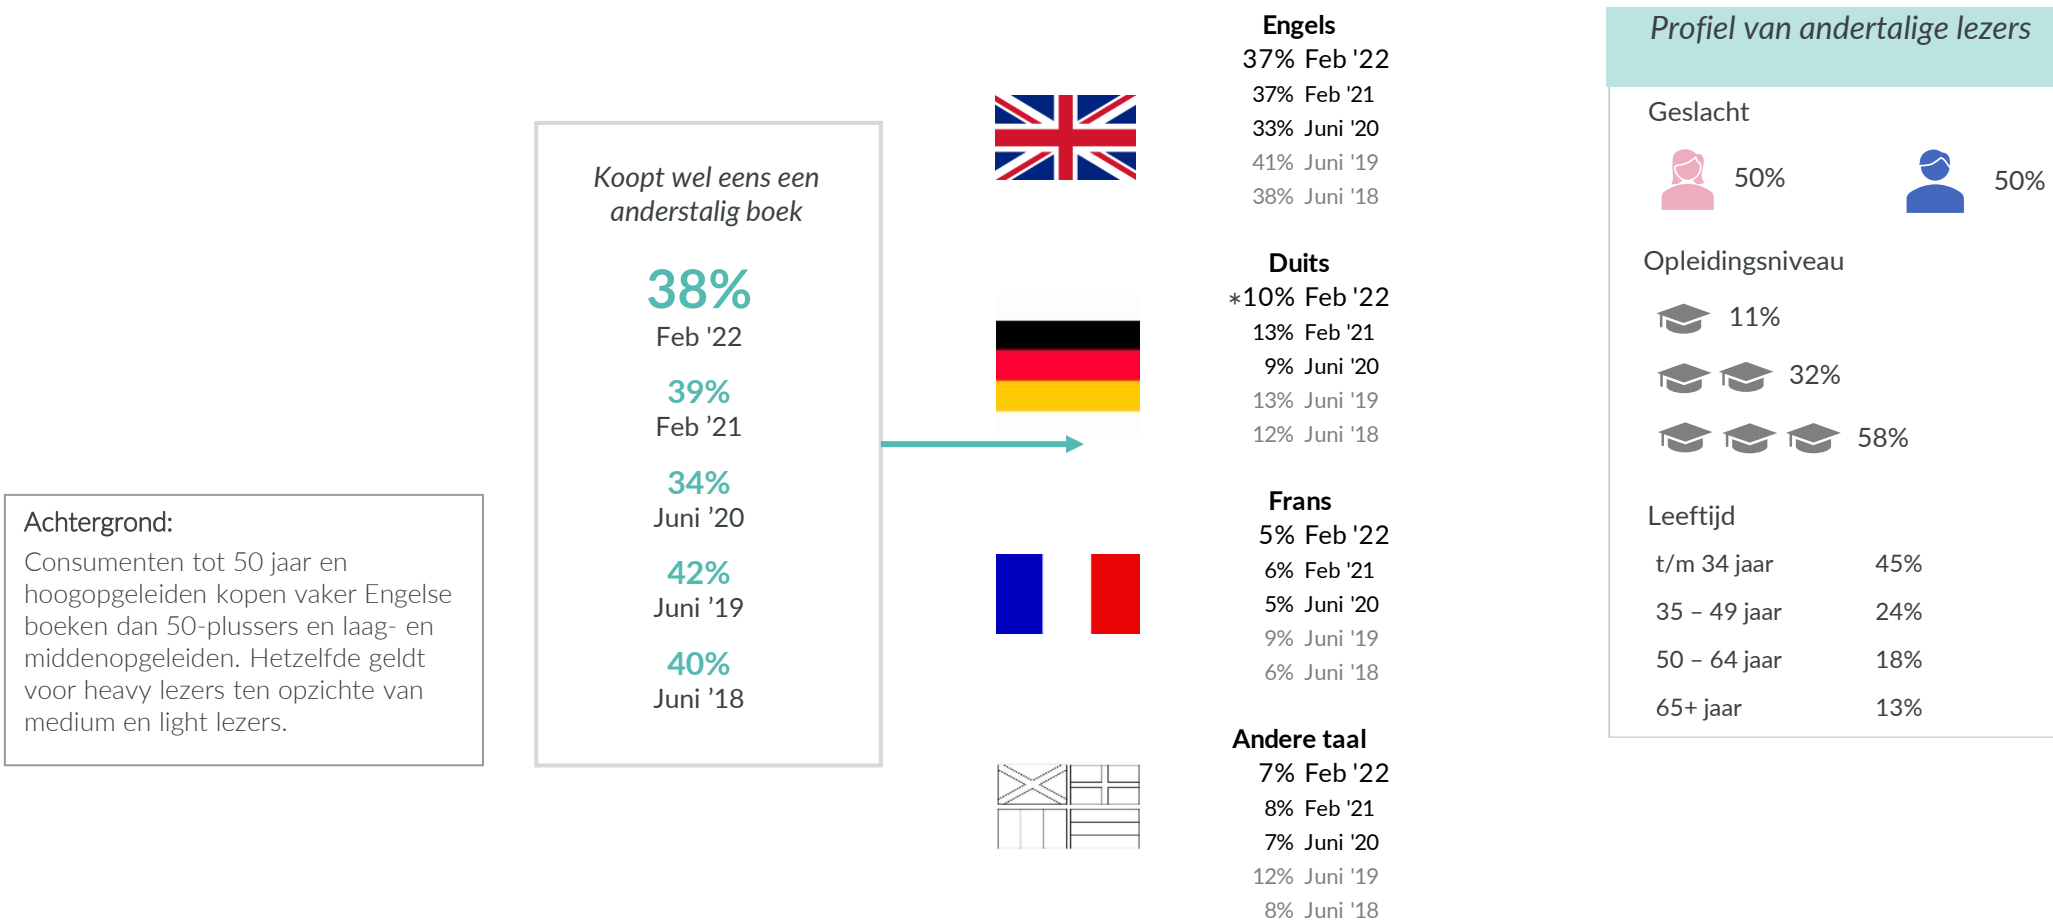 Achtergrond:
Consumenten tot 50 jaar en
hoogopgeleiden kopen vaker Engelse
boeken dan 50-plussers en laag- en
middenopgeleiden. Hetzelfde geldt
voor heavy lezers ten opzichte van
medium en light lezers.
Koopt wel eens een
anderstalig boek
38%
Feb '22
39%
Feb ’21
34%
Juni ’20
42%
Juni ’19
40%
Juni ’18
Engels
37% Feb '22
37% Feb '21
33% Juni '20
41% Juni '19
38% Juni '18
Duits
*10% Feb '22
13% Feb '21
9% Juni '20
13% Juni '19
12% Juni '18
Frans
5% Feb '22
6% Feb '21
5% Juni '20
9% Juni '19
6% Juni '18
Andere taal
7% Feb '22
8% Feb '21
7% Juni '20
12% Juni '19
8% Juni '18
Profiel van andertalige lezers
Geslacht
50% 50%
Opleidingsniveau
11%
32%
58%
Leeftijd
t/m 34 jaar 45%
35 – 49 jaar 24%
50 – 64 jaar 18%
65+ jaar 13%